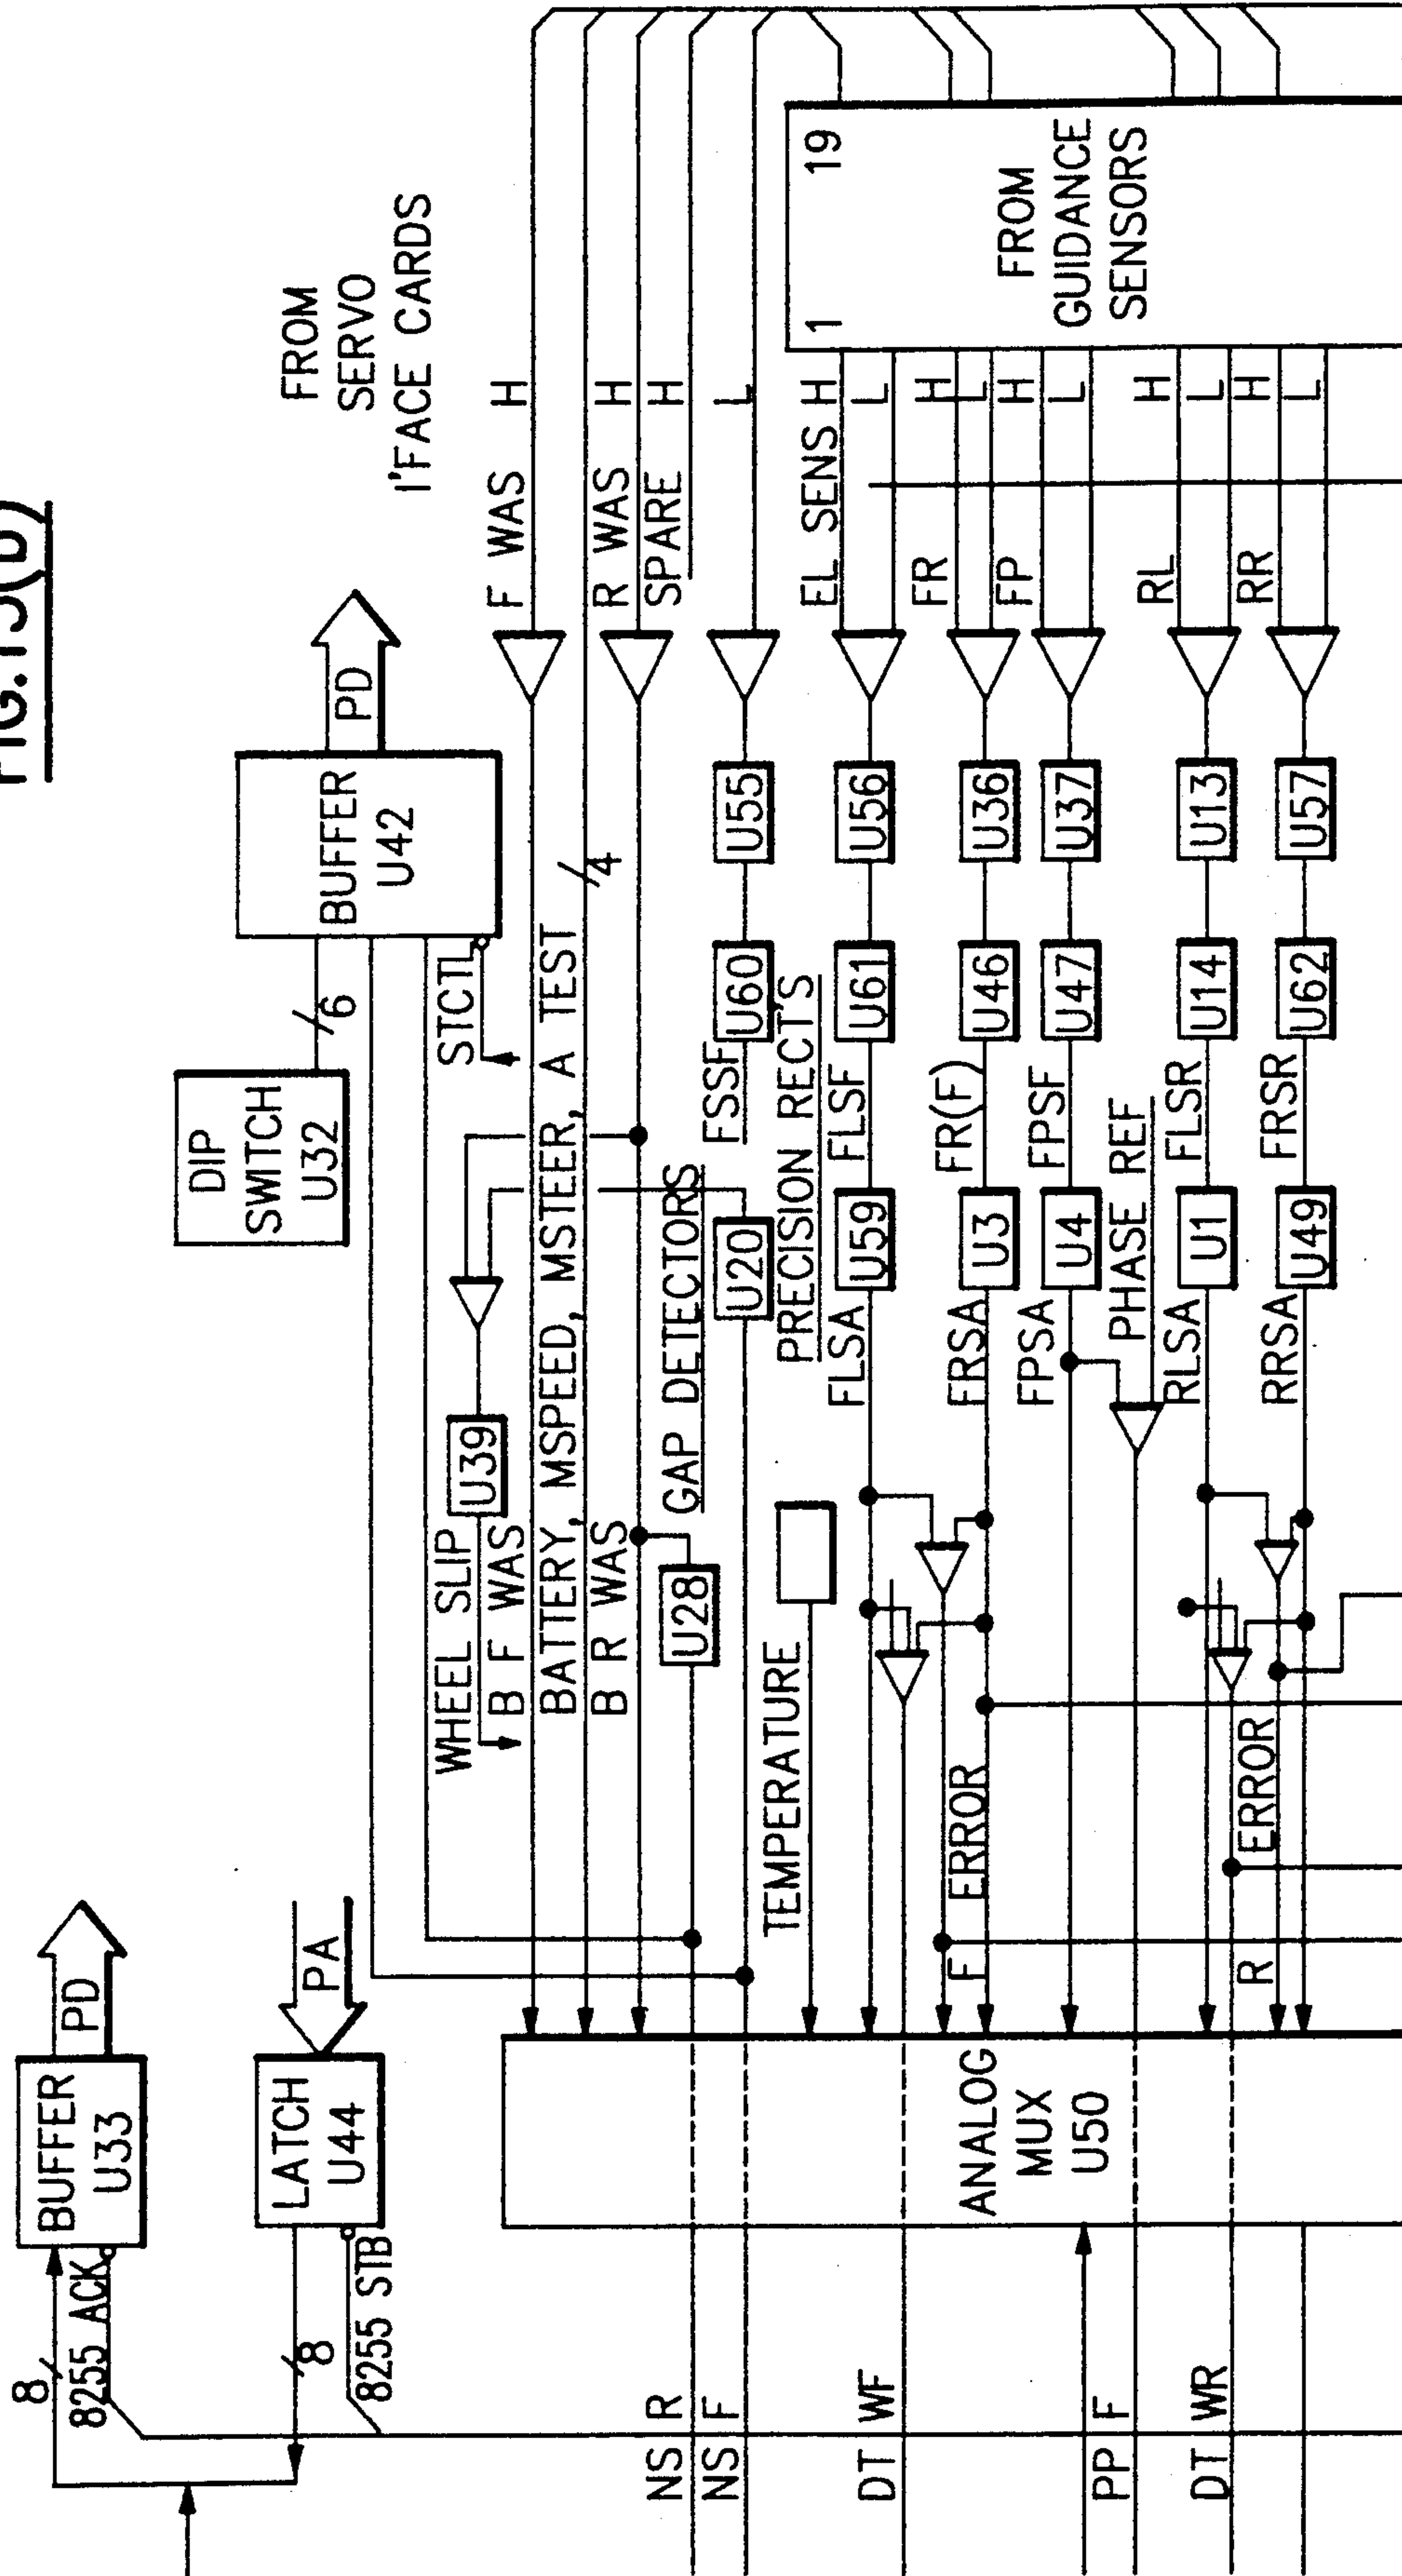 FIG.15(B)
8
BUFFER
U33
PD
8255 ACK
8
LATCH
U44
PA
8255 STB
DIP
SWITCH
U32
6
BUFFER
U42
PD
STCTL
FROM
SERVO
I'FACE CARDS
WHEEL SLIP
U39
B F WAS
F WAS H
BATTERY, MSPEED, MSTEER, A TEST
4
B R WAS
R WAS H
SPARE H
L
NS R
U28
GAP DETECTORS
NS F
U20
FSSF
U60
U55
TEMPERATURE
PRECISION RECT'S
FLSA
U59
FLSF
U61
U56
EL SENS H
L
DT WF
F ERROR
FRSA
U3
FR(F)
U46
U36
FR H
L
FPSA
U4
FPSF
U47
U37
FP H
L
ANALOG
MUX
U50
PP F
PHASE REF
RLSA
U1
FLSR
U14
U13
RL H
L
DT WR
R ERROR
RRSA
U49
FRSR
U62
U57
RR H
L
1 19
FROM
GUIDANCE
SENSORS